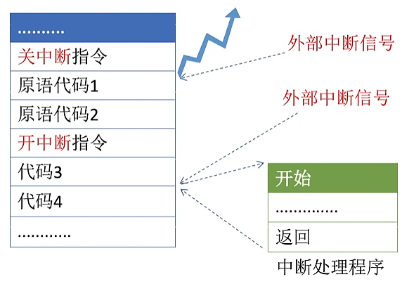 ..........
关中断指令
原语代码1
原语代码2
开中断指令
代码3
代码4
............
外部中断信号
外部中断信号
开始
..............
返回
中断处理程序